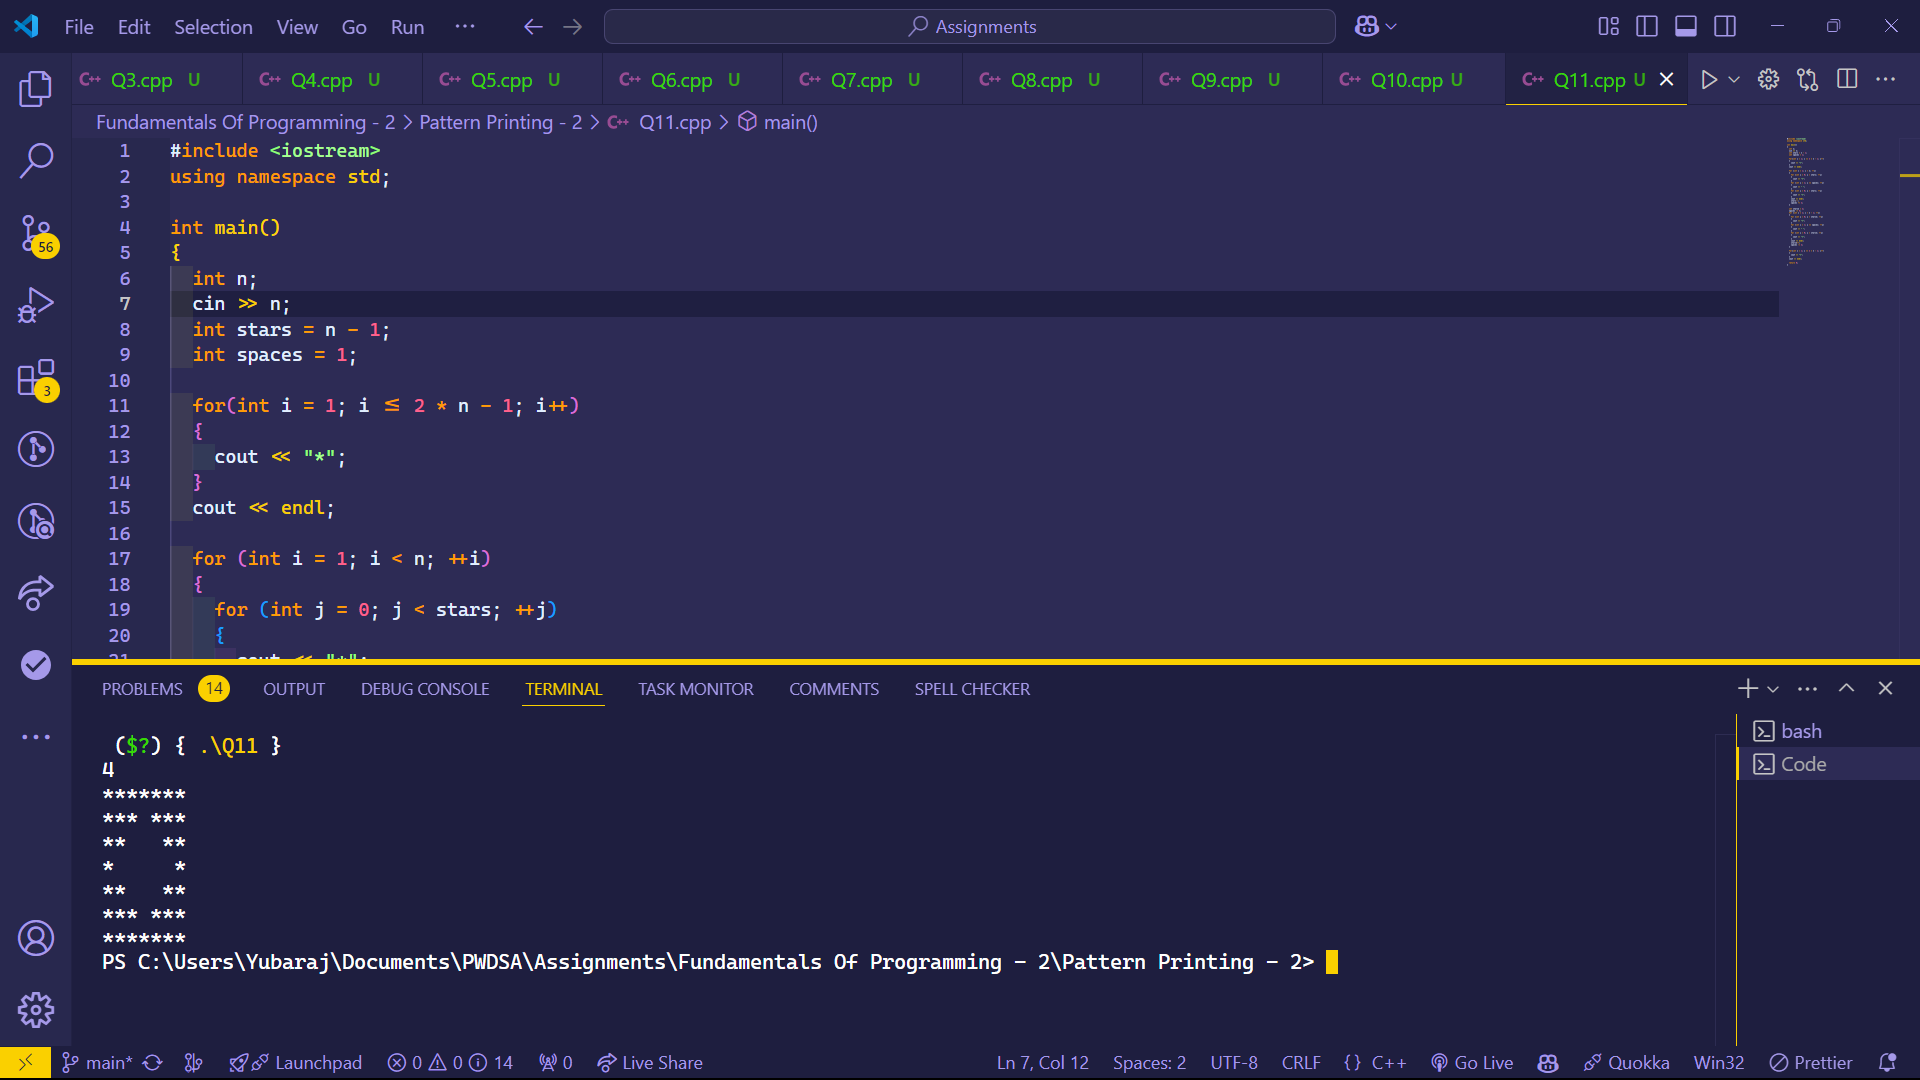 File Edit Selection View Go Run ··· Assignments
Q3.cpp U Q4.cpp U Q5.cpp U Q6.cpp U Q7.cpp U Q8.cpp U Q9.cpp U Q10.cpp U Q11.cpp U
Fundamentals Of Programming - 2 > Pattern Printing - 2 > Q11.cpp > main()
1 #include <iostream>
2 using namespace std;
3
4 int main()
5 {
6 int n;
7 cin >> n;
8 int stars = n - 1;
9 int spaces = 1;
10
11 for(int i = 1; i <= 2 * n - 1; i++)
12 {
13 cout << "*";
14 }
15 cout << endl;
16
17 for (int i = 1; i < n; ++i)
18 {
19 for (int j = 0; j < stars; ++j)
20 {
21 cout << "*";
56
3
PROBLEMS 14 OUTPUT DEBUG CONSOLE TERMINAL TASK MONITOR COMMENTS SPELL CHECKER
($?) { .\Q11 }
4
*******
*** ***
**   **
*     *
**   **
*** ***
*******
PS C:\Users\Yubaraj\Documents\PWDSA\Assignments\Fundamentals Of Programming - 2\Pattern Printing - 2>
bash
Code
main* Launchpad 0 0 14 0 Live Share Ln 7, Col 12 Spaces: 2 UTF-8 CRLF {} C++ Go Live Quokka Win32 Prettier